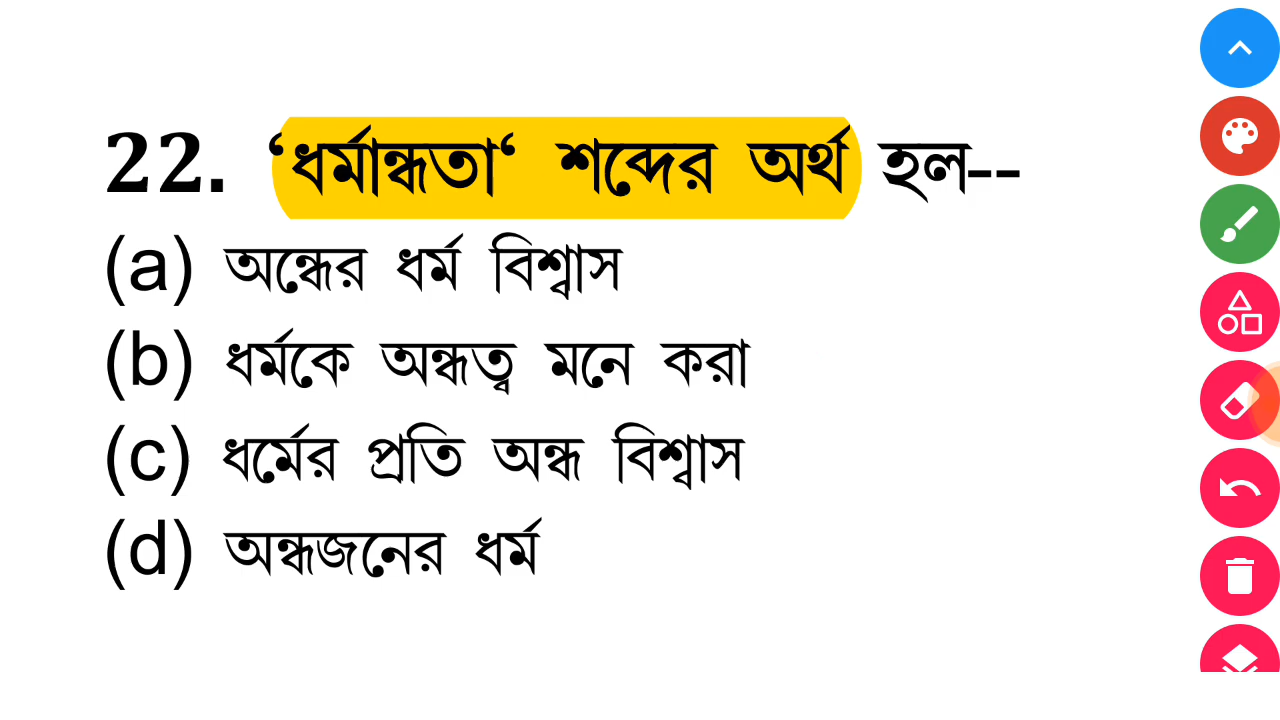 22. ‘ধর্মান্ধতা‘ শব্দের অর্থ হল--
(a) অন্ধের ধর্ম বিশ্বাস
(b) ধর্মকে অন্ধত্ব মনে করা
(c) ধর্মের প্রতি অন্ধ বিশ্বাস
(d) অন্ধজনের ধর্ম